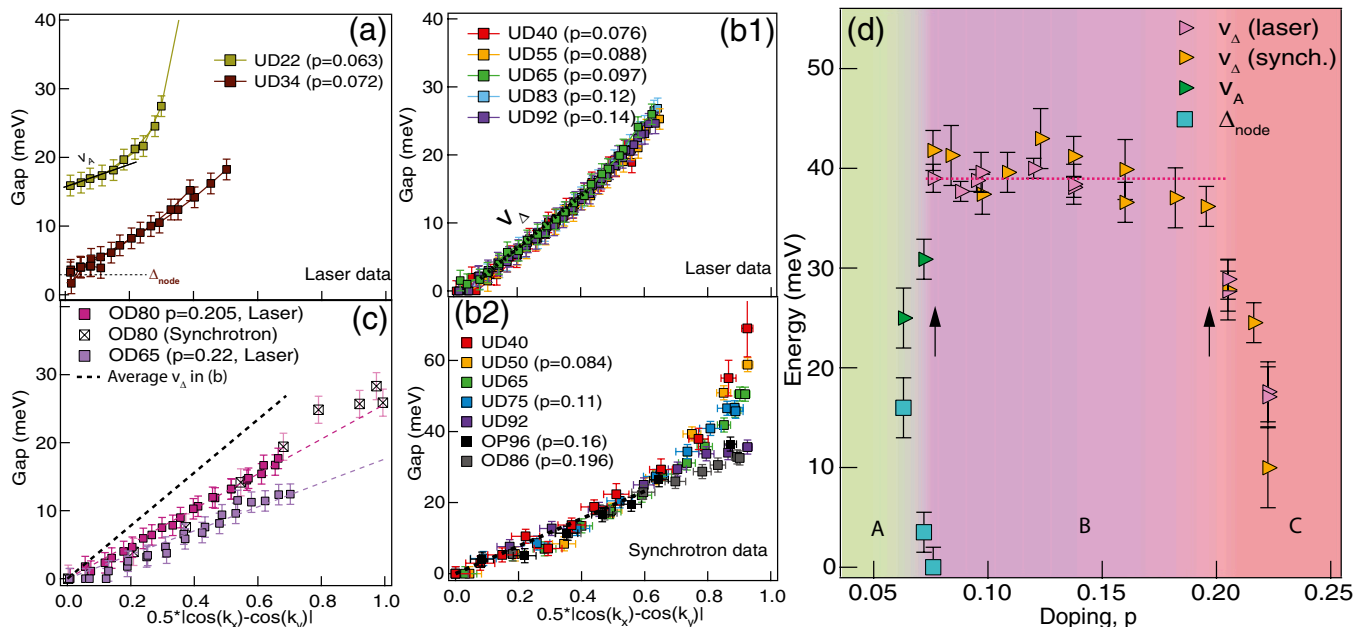 (a)
40
30
20
10
0
Gap (meV)
UD22 (p=0.063)
UD34 (p=0.072)
v_A
Δ_node
Laser data
(b1)
40
30
20
10
0
Gap (meV)
UD40 (p=0.076)
UD55 (p=0.088)
UD65 (p=0.097)
UD83 (p=0.12)
UD92 (p=0.14)
v_Δ
Laser data
(c)
OD80 p=0.205, Laser)
OD80 (Synchrotron)
OD65 (p=0.22, Laser)
Average v_Δ in (b)
30
20
10
0
Gap (meV)
0.0 0.2 0.4 0.6 0.8 1.0
0.5*|cos(k_x)-cos(k_y)|
(b2)
UD40
UD50 (p=0.084)
UD65
UD75 (p=0.11)
UD92
OP96 (p=0.16)
OD86 (p=0.196)
60
40
20
0
Gap (meV)
Synchrotron data
0.0 0.2 0.4 0.6 0.8 1.0
0.5*|cos(k_x)-cos(k_y)|
(d)
v_Δ (laser)
v_Δ (synch.)
v_A
Δ_node
50
40
30
20
10
0
Energy (meV)
A
B
C
0.05 0.10 0.15 0.20 0.25
Doping, p